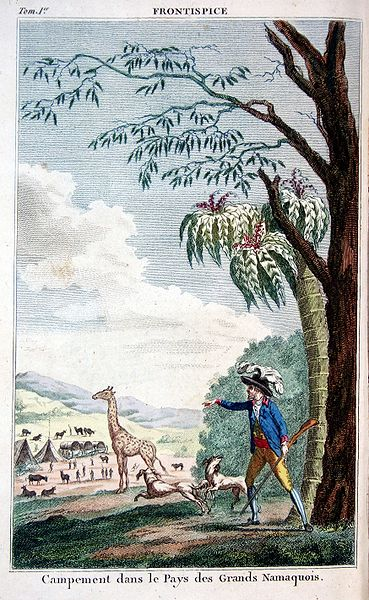 Tom. 1er
FRONTISPICE
Campement dans le Pays des Grands Namaquois.